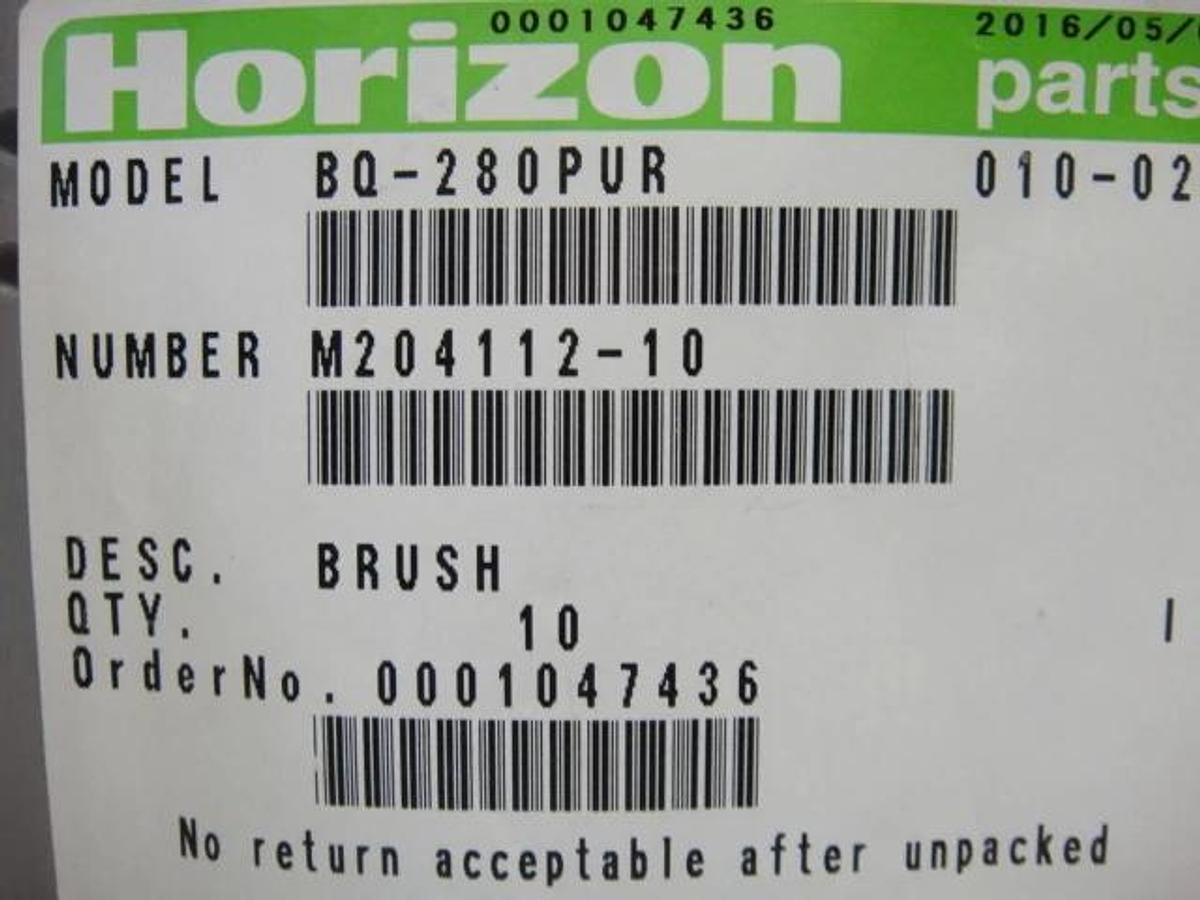 0001047436 2016/05/
Horizon parts
MODEL BQ-280PUR 010-02
NUMBER M204112-10
DESC. BRUSH
QTY. 10
OrderNo. 0001047436
No return acceptable after unpacked